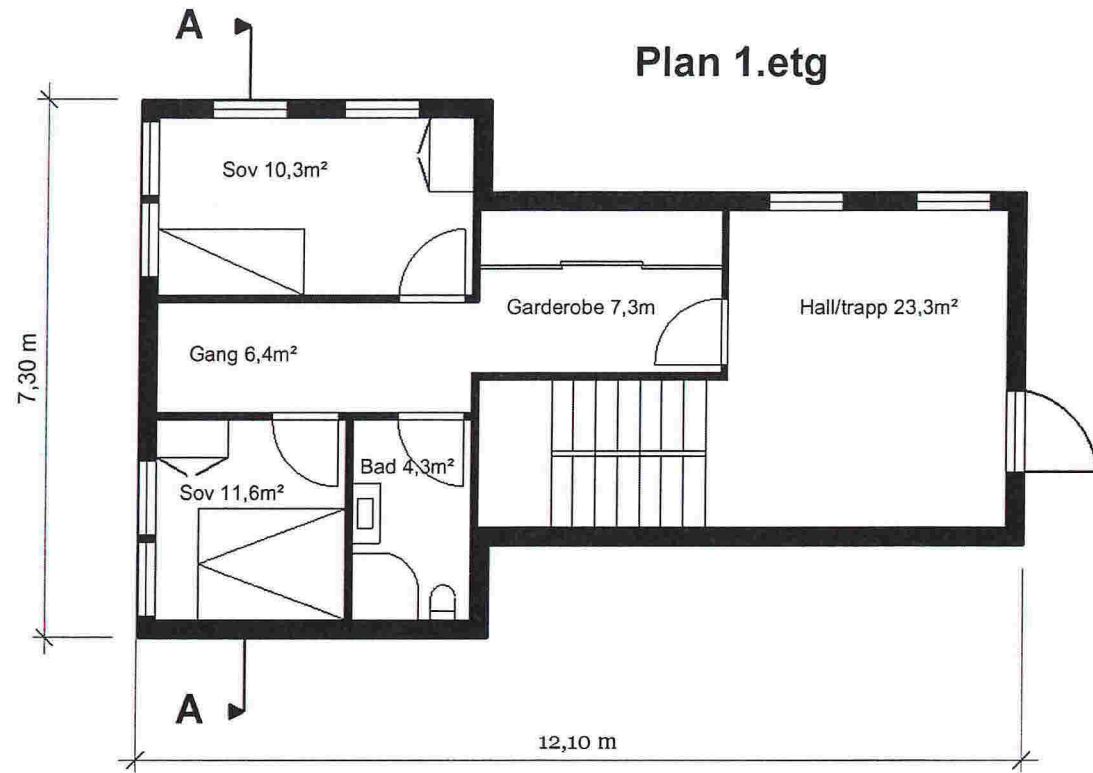 A
Plan 1.etg
Sov 10,3m²
7,30 m
Garderobe 7,3m
Hall/trapp 23,3m²
Gang 6,4m²
Bad 4,3m²
Sov 11,6m²
A
12,10 m